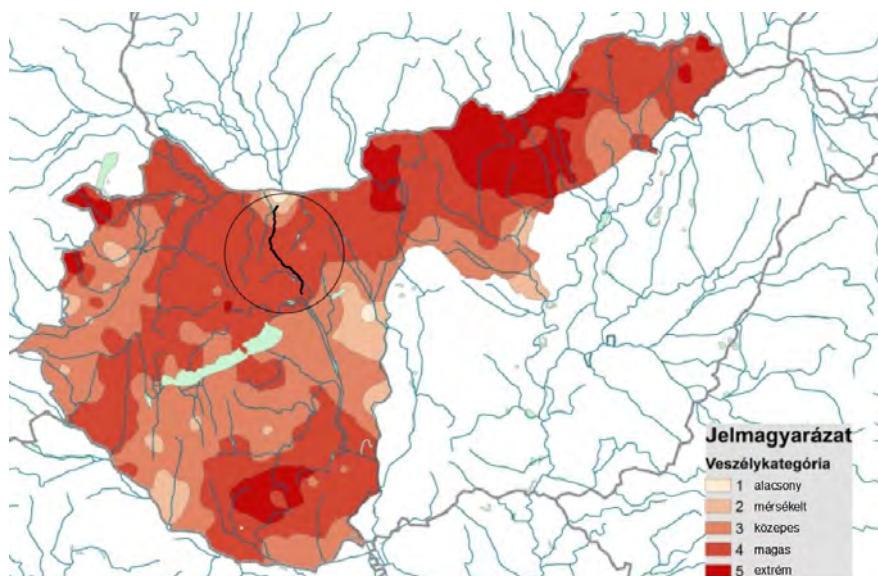 Jelmagyarázat
Veszélykategória
1 alacsony
2 mérsékelt
3 közepes
4 magas
5 extrém